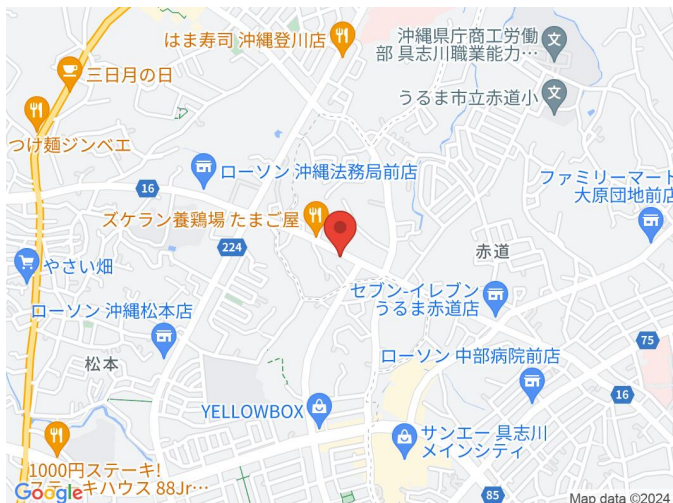 はま寿司 沖縄登川店
沖縄県庁商工労働
部 具志川職業能力…
三日月の日
うるま市立赤道小
つけ麺ジンベエ
ローソン 沖縄法務局前店
ファミリーマート
大原団地前店
16
ズケラン養鶏場 たまご屋
224
赤道
やさい畑
セブン-イレブン
うるま赤道店
ローソン 沖縄松本店
75
松本
ローソン 中部病院前店
16
YELLOWBOX
サンエー 具志川
メインシティ
1000円ステーキ!
ステーキハウス 88Jr…
Google
85
Map data ©2024